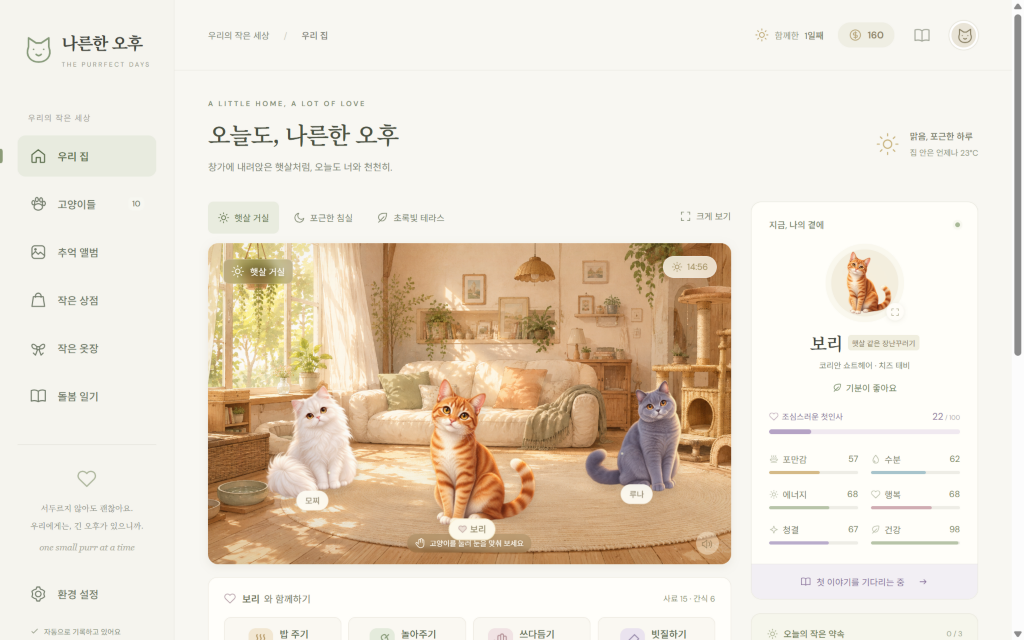 나른한 오후
THE PURRFECT DAYS
우리의 작은 세상
우리 집
고양이들 10
추억 앨범
작은 상점
작은 옷장
돌봄 일기
서두르지 않아도 괜찮아요.
우리에게는, 긴 오후가 있으니까.
one small purr at a time
환경 설정
자동으로 기록하고 있어요
우리의 작은 세상 / 우리 집
함께한 1일째
160
A LITTLE HOME, A LOT OF LOVE
오늘도, 나른한 오후
창가에 내려앉은 햇살처럼, 오늘도 너와 천천히.
맑음, 포근한 하루
집 안은 언제나 23°C
햇살 거실
포근한 침실
초록빛 테라스
크게 보기
햇살 거실
14:56
모찌
보리
루나
고양이를 눌러 눈을 맞춰 보세요
보리 와 함께하기
사료 15 · 간식 6
밥 주기
놀아주기
쓰다듬기
빗질하기
지금, 나의 곁에
보리 햇살 같은 장난꾸러기
코리안 쇼트헤어 · 치즈 태비
기분이 좋아요
조심스러운 첫인사 22 / 100
포만감 57
수분 62
에너지 68
행복 68
청결 67
건강 98
첫 이야기를 기다리는 중 →
오늘의 작은 약속 0 / 3